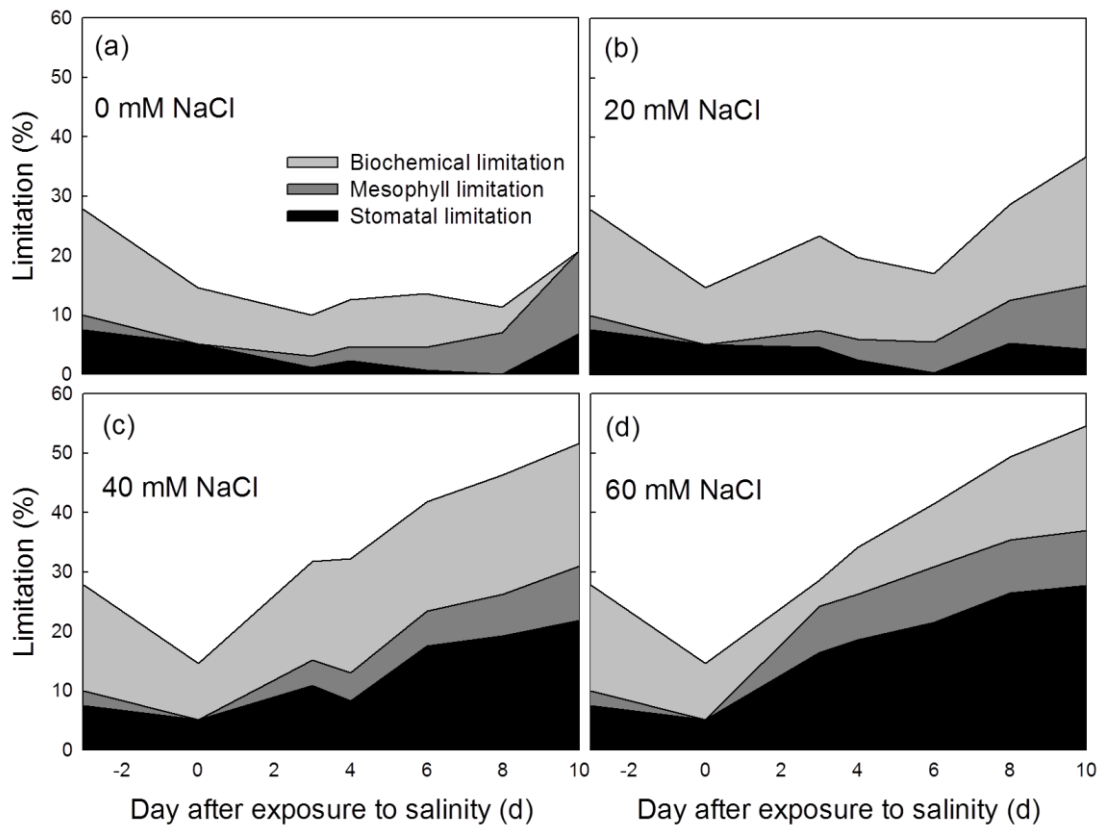 (a)
0 mM NaCl
Biochemical limitation
Mesophyll limitation
Stomatal limitation
Limitation (%)
60
50
40
30
20
10
0
(b)
20 mM NaCl
(c)
40 mM NaCl
Limitation (%)
60
50
40
30
20
10
0
-2 0 2 4 6 8 10
Day after exposure to salinity (d)
(d)
60 mM NaCl
-2 0 2 4 6 8 10
Day after exposure to salinity (d)